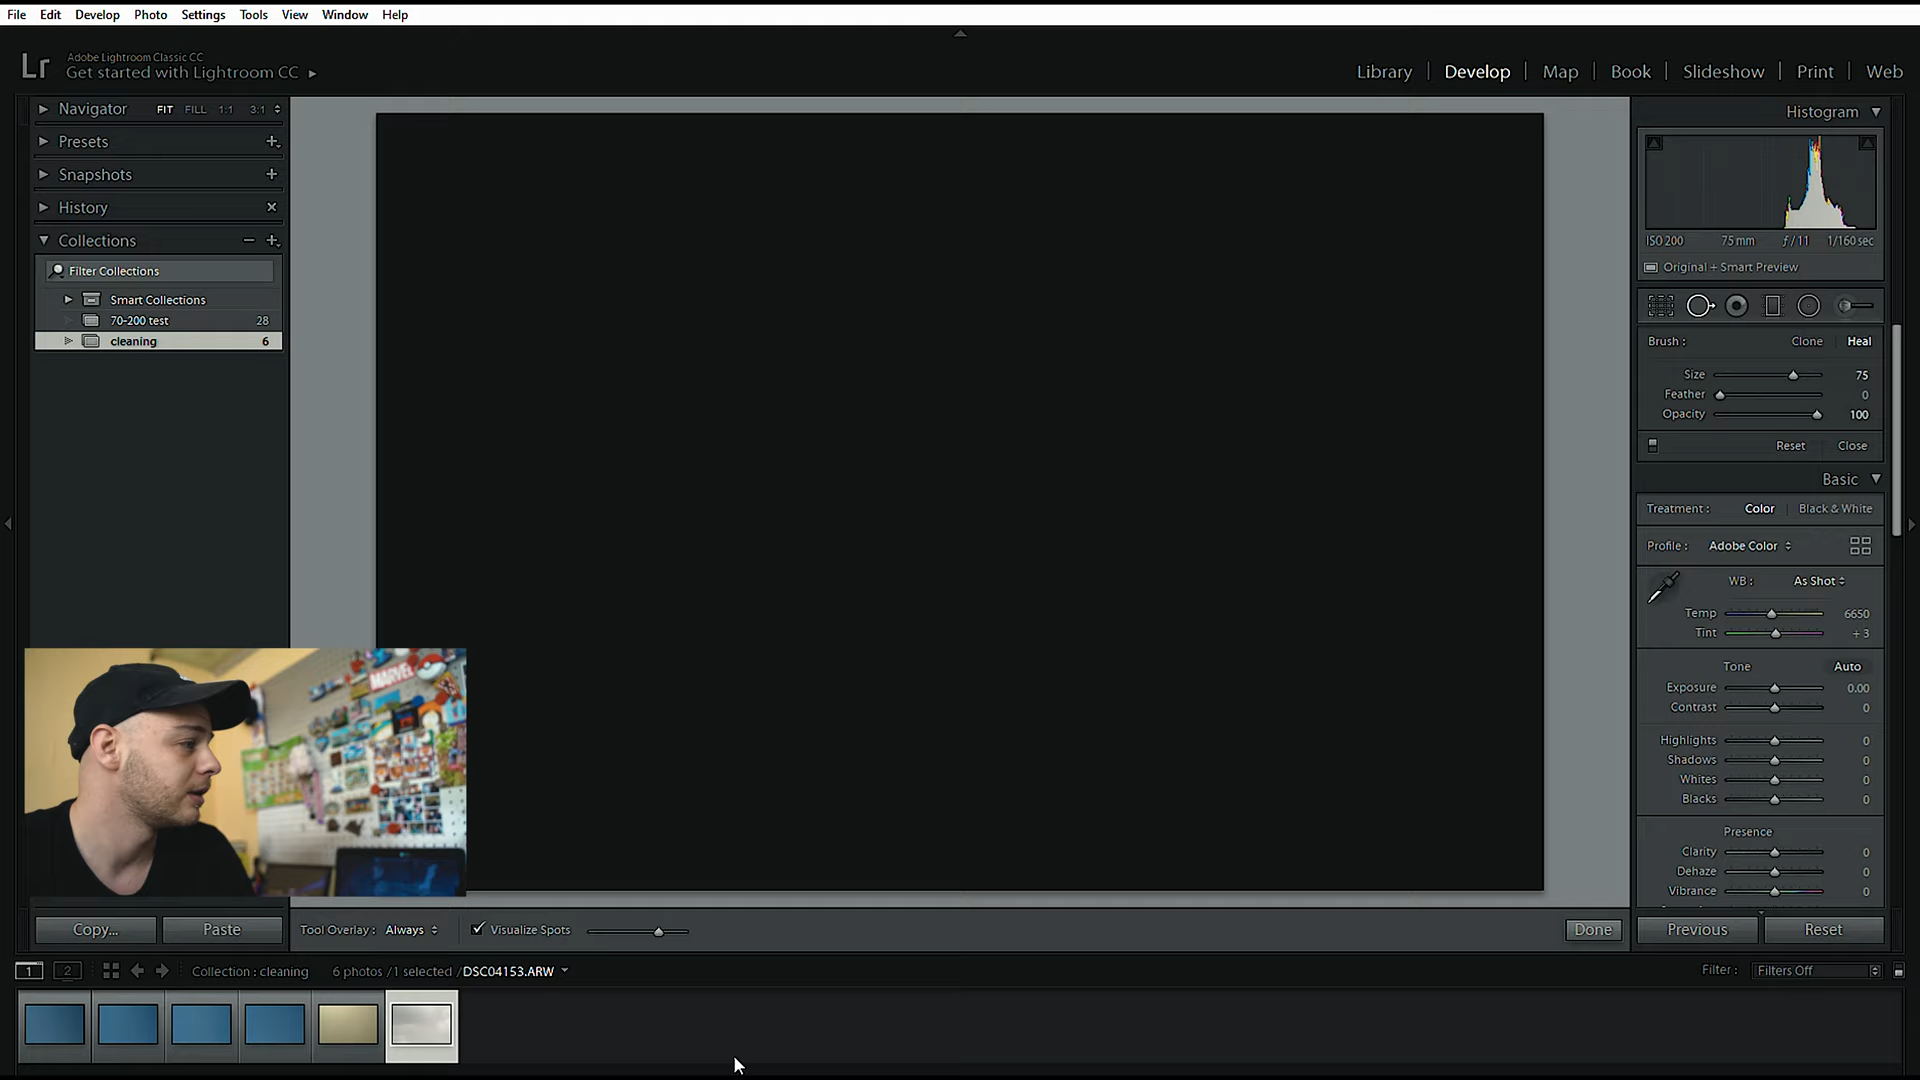 File Edit Develop Photo Settings Tools View Window Help
Lr Adobe Lightroom Classic CC
Get started with Lightroom CC
Library Develop Map Book Slideshow Print Web
Navigator FIT FILL 1:1 3:1
Presets
Snapshots
History
Collections
Filter Collections
Smart Collections
70-200 test 28
cleaning 6
Histogram
ISO 200 75 mm ƒ / 11 1/160 sec
Original + Smart Preview
Brush : Clone Heal
Size 75
Feather 0
Opacity 100
Reset Close
Basic
Treatment : Color Black & White
Profile : Adobe Color
WB : As Shot
Temp 6650
Tint + 3
Tone Auto
Exposure 0.00
Contrast 0
Highlights 0
Shadows 0
Whites 0
Blacks 0
Presence
Clarity 0
Dehaze 0
Vibrance 0
MARVEL
Copy... Paste
Tool Overlay : Always Visualize Spots Done
Previous Reset
1 2 Collection : cleaning 6 photos / 1 selected / DSC04153.ARW
Filter : Filters Off